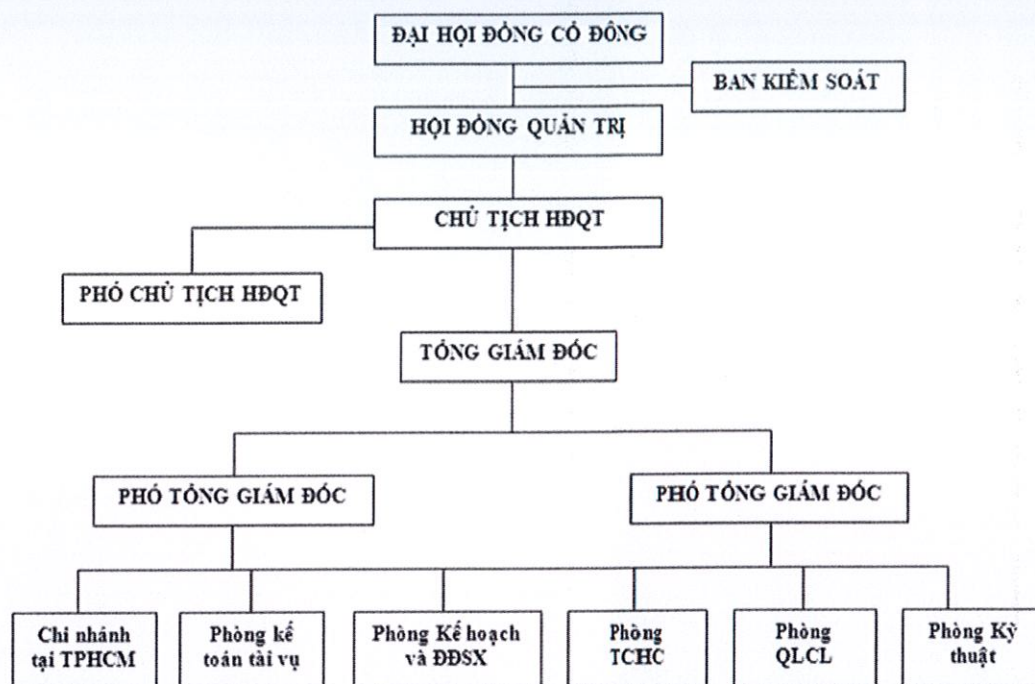 ĐẠI HỘI ĐỒNG CỔ ĐÔNG
BAN KIỂM SOÁT
HỘI ĐỒNG QUẢN TRỊ
CHỦ TỊCH HĐQT
PHÓ CHỦ TỊCH HĐQT
TỔNG GIÁM ĐỐC
PHÓ TỔNG GIÁM ĐỐC
PHÓ TỔNG GIÁM ĐỐC
Chi nhánh
tại TPHCM
Phòng kế
toán tài vụ
Phòng Kế hoạch
và ĐĐSX
Phòng
TCHC
Phòng
QLCL
Phòng Kỹ
thuật